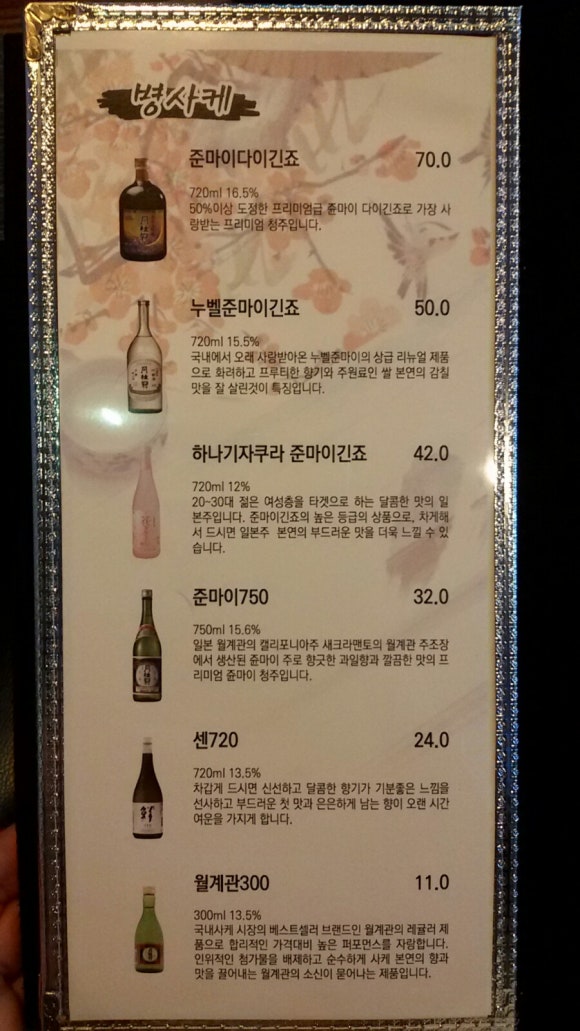 병사케
준마이다이긴죠 70.0
720ml 16.5%
50%이상 도정한 프리미엄급 쥰마이 다이긴죠로 가장 사
랑받는 프리미엄 청주입니다.
누벨준마이긴죠 50.0
720ml 15.5%
국내에서 오래 사랑받아온 누벨준마이의 상급 리뉴얼 제품
으로 화려하고 프루티한 향기와 주원료인 쌀 본연의 감칠
맛을 잘 살린것이 특징입니다.
하나기자쿠라 준마이긴죠 42.0
720ml 12%
20~30대 젊은 여성층을 타겟으로 하는 달콤한 맛의 일
본주입니다. 준마이긴죠의 높은 등급의 상품으로, 차게해
서 드시면 일본주 본연의 부드러운 맛을 더욱 느낄 수 있
습니다.
준마이750 32.0
750ml 15.6%
일본 월계관의 캘리포니아주 새크라맨토의 월계관 주조장
에서 생산된 쥰마이 주로 향긋한 과일향과 깔끔한 맛의 프
리미엄 쥰마이 청주입니다.
센720 24.0
720ml 13.5%
차갑게 드시면 신선하고 달콤한 향기가 기분좋은 느낌을
선사하고 부드러운 첫 맛과 은은하게 남는 향이 오랜 시간
여운을 가지게 합니다.
월계관300 11.0
300ml 13.5%
국내사케 시장의 베스트셀러 브랜드인 월계관의 레귤러 제
품으로 합리적인 가격대비 높은 퍼포먼스를 자랑합니다.
인위적인 첨가물을 배제하고 순수하게 사케 본연의 향과
맛을 끌어내는 월계관의 소신이 묻어나는 제품입니다.